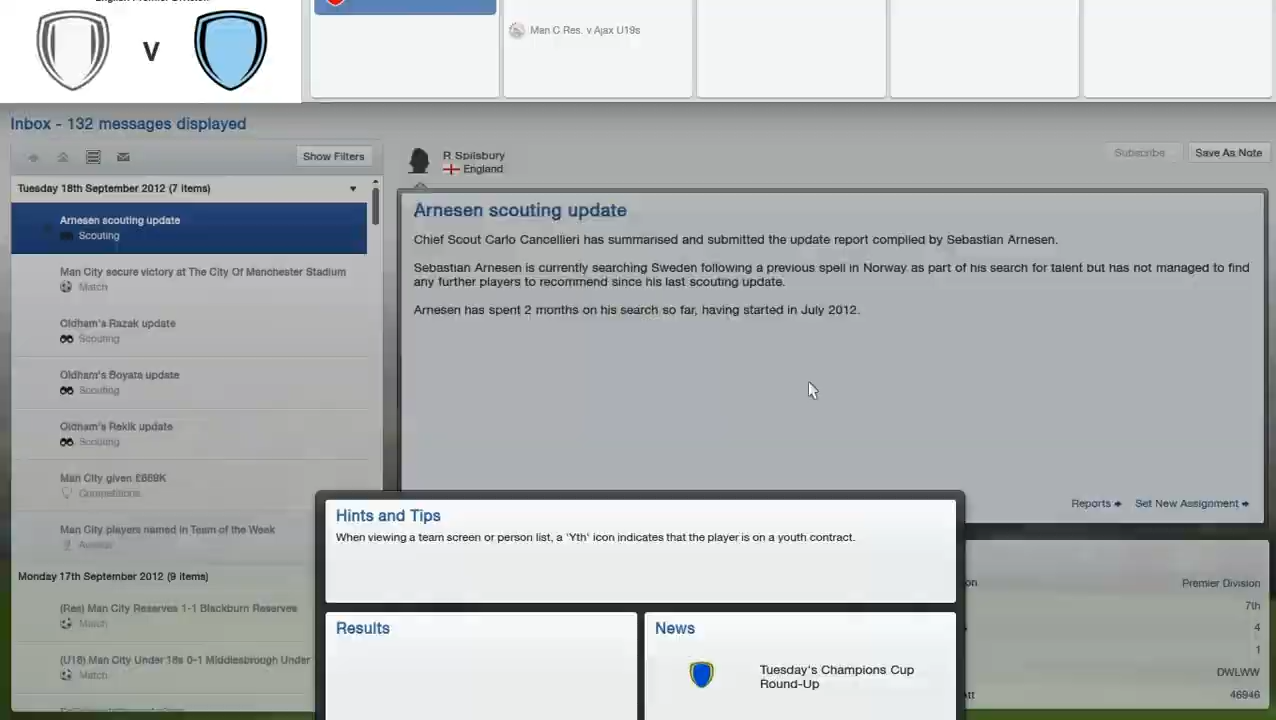 V
Man C Res. v Ajax U19s
Inbox - 132 messages displayed
Show Filters
R Spilsbury
England
Subscribe
Save As Note
Tuesday 18th September 2012 (7 items)
Arnesen scouting update
Scouting
Man City secure victory at The City Of Manchester Stadium
Match
Oldham's Razak update
Scouting
Oldham's Boyata update
Scouting
Oldham's Rekik update
Scouting
Man City given £669K
Competitions
Man City players named in Team of the Week
Awards
Monday 17th September 2012 (9 items)
(Res) Man City Reserves 1-1 Blackburn Reserves
Match
(U18) Man City Under 18s 0-1 Middlesbrough Under
Match
Arnesen scouting update
Chief Scout Carlo Cancellieri has summarised and submitted the update report compiled by Sebastian Arnesen.
Sebastian Arnesen is currently searching Sweden following a previous spell in Norway as part of his search for talent but has not managed to find
any further players to recommend since his last scouting update.
Arnesen has spent 2 months on his search so far, having started in July 2012.
Reports
Set New Assignment
Hints and Tips
When viewing a team screen or person list, a 'Yth' icon indicates that the player is on a youth contract.
Results
News
Tuesday's Champions Cup
Round-Up
Premier Division
7th
4
1
DWLWW
46946